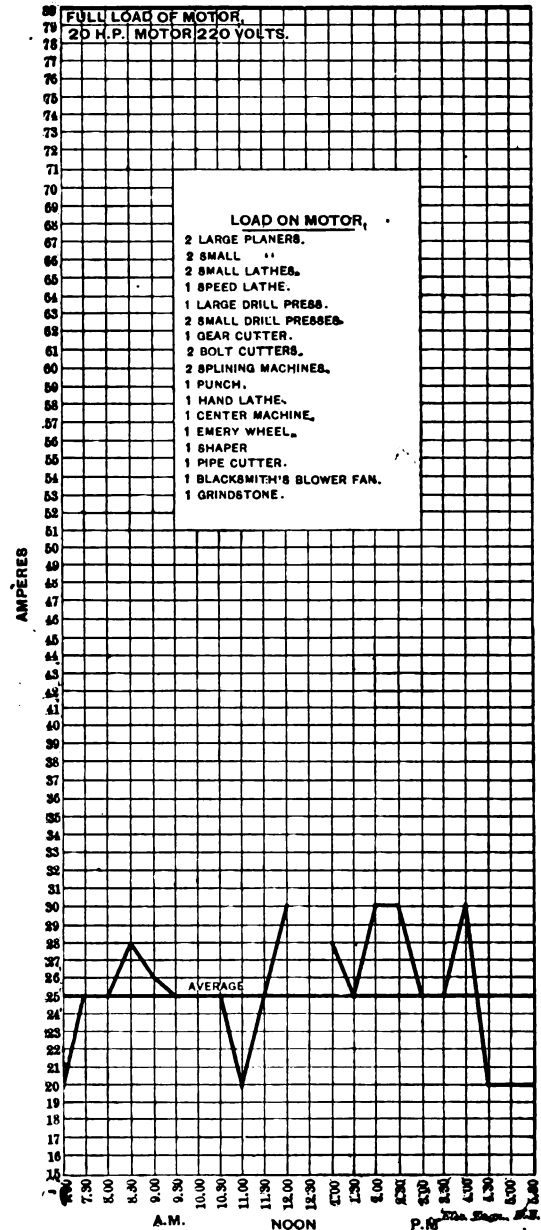 FULL LOAD OF MOTOR,
20 H.P. MOTOR 220 VOLTS.
80
79
78
77
76
75
74
73
72
71
70
69
68
67
66
65
64
63
62
61
60
59
58
57
56
55
54
53
52
51
50
49
48
47
46
45
44
43
42
41
40
39
38
37
36
35
34
33
32
31
30
28
27
26
25
24
23
22
21
20
19
18
17
16
15
AMPERES
LOAD ON MOTOR,
2 LARGE PLANERS.
2 SMALL "
2 SMALL LATHES.
1 SPEED LATHE.
1 LARGE DRILL PRESS.
2 SMALL DRILL PRESSES.
1 GEAR CUTTER.
2 BOLT CUTTERS.
2 SPLINING MACHINES.
1 PUNCH.
1 HAND LATHE.
1 CENTER MACHINE.
1 EMERY WHEEL.
1 SHAPER
1 PIPE CUTTER.
1 BLACKSMITH'S BLOWER FAN.
1 GRINDSTONE.
AVERAGE
7.30 8.00 8.30 9.00 9.30 10.00 10.30 11.00 11.30 12.00 12.30 1.00 1.30 2.00 2.30 3.00 3.30 4.00 4.30 5.00
A.M. NOON P.M